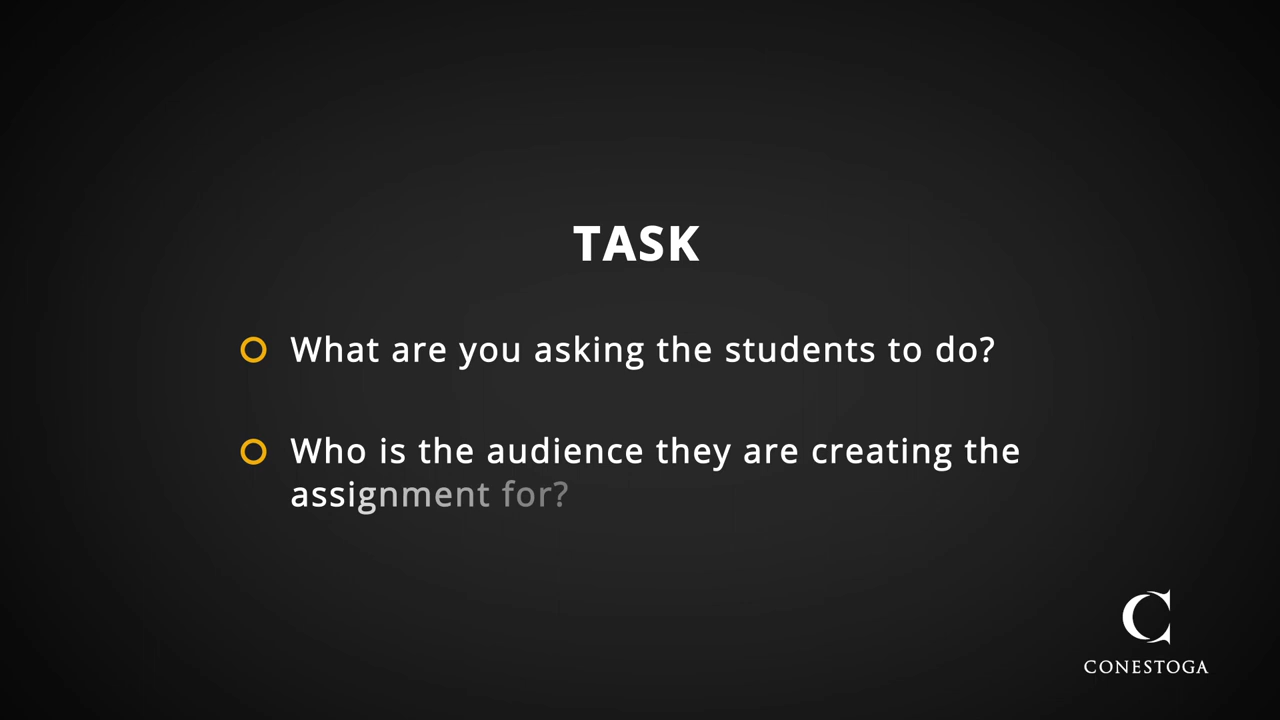 TASK
What are you asking the students to do?
Who is the audience they are creating the
assignment for?
CONESTOGA